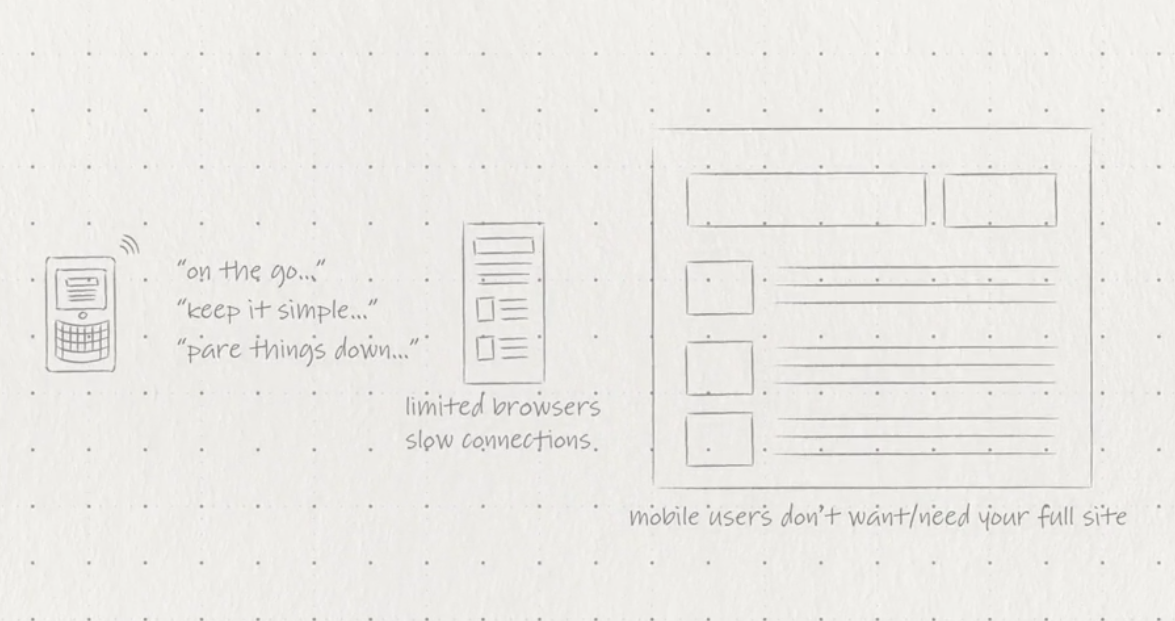 “on the go...”
“keep it simple...”
“pare things down...”
limited browsers
slow connections.
mobile users don’t want/need your full site